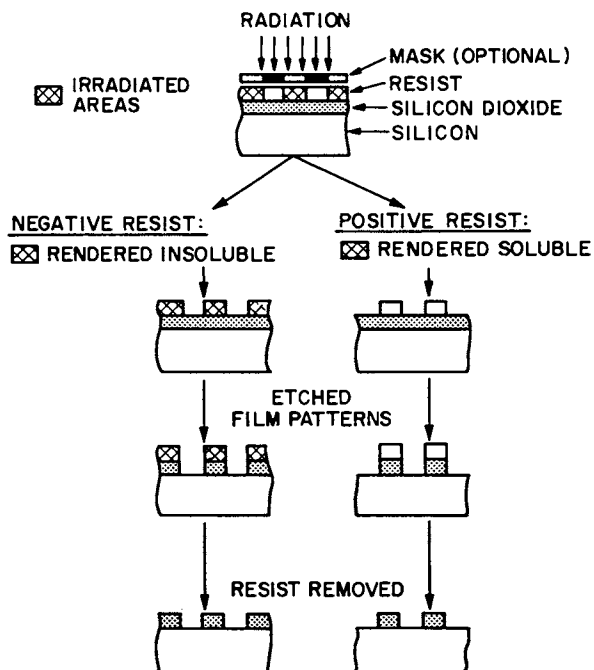 RADIATION
MASK (OPTIONAL)
IRRADIATED
AREAS
RESIST
SILICON DIOXIDE
SILICON
NEGATIVE RESIST:
RENDERED INSOLUBLE
POSITIVE RESIST:
RENDERED SOLUBLE
ETCHED
FILM PATTERNS
RESIST REMOVED